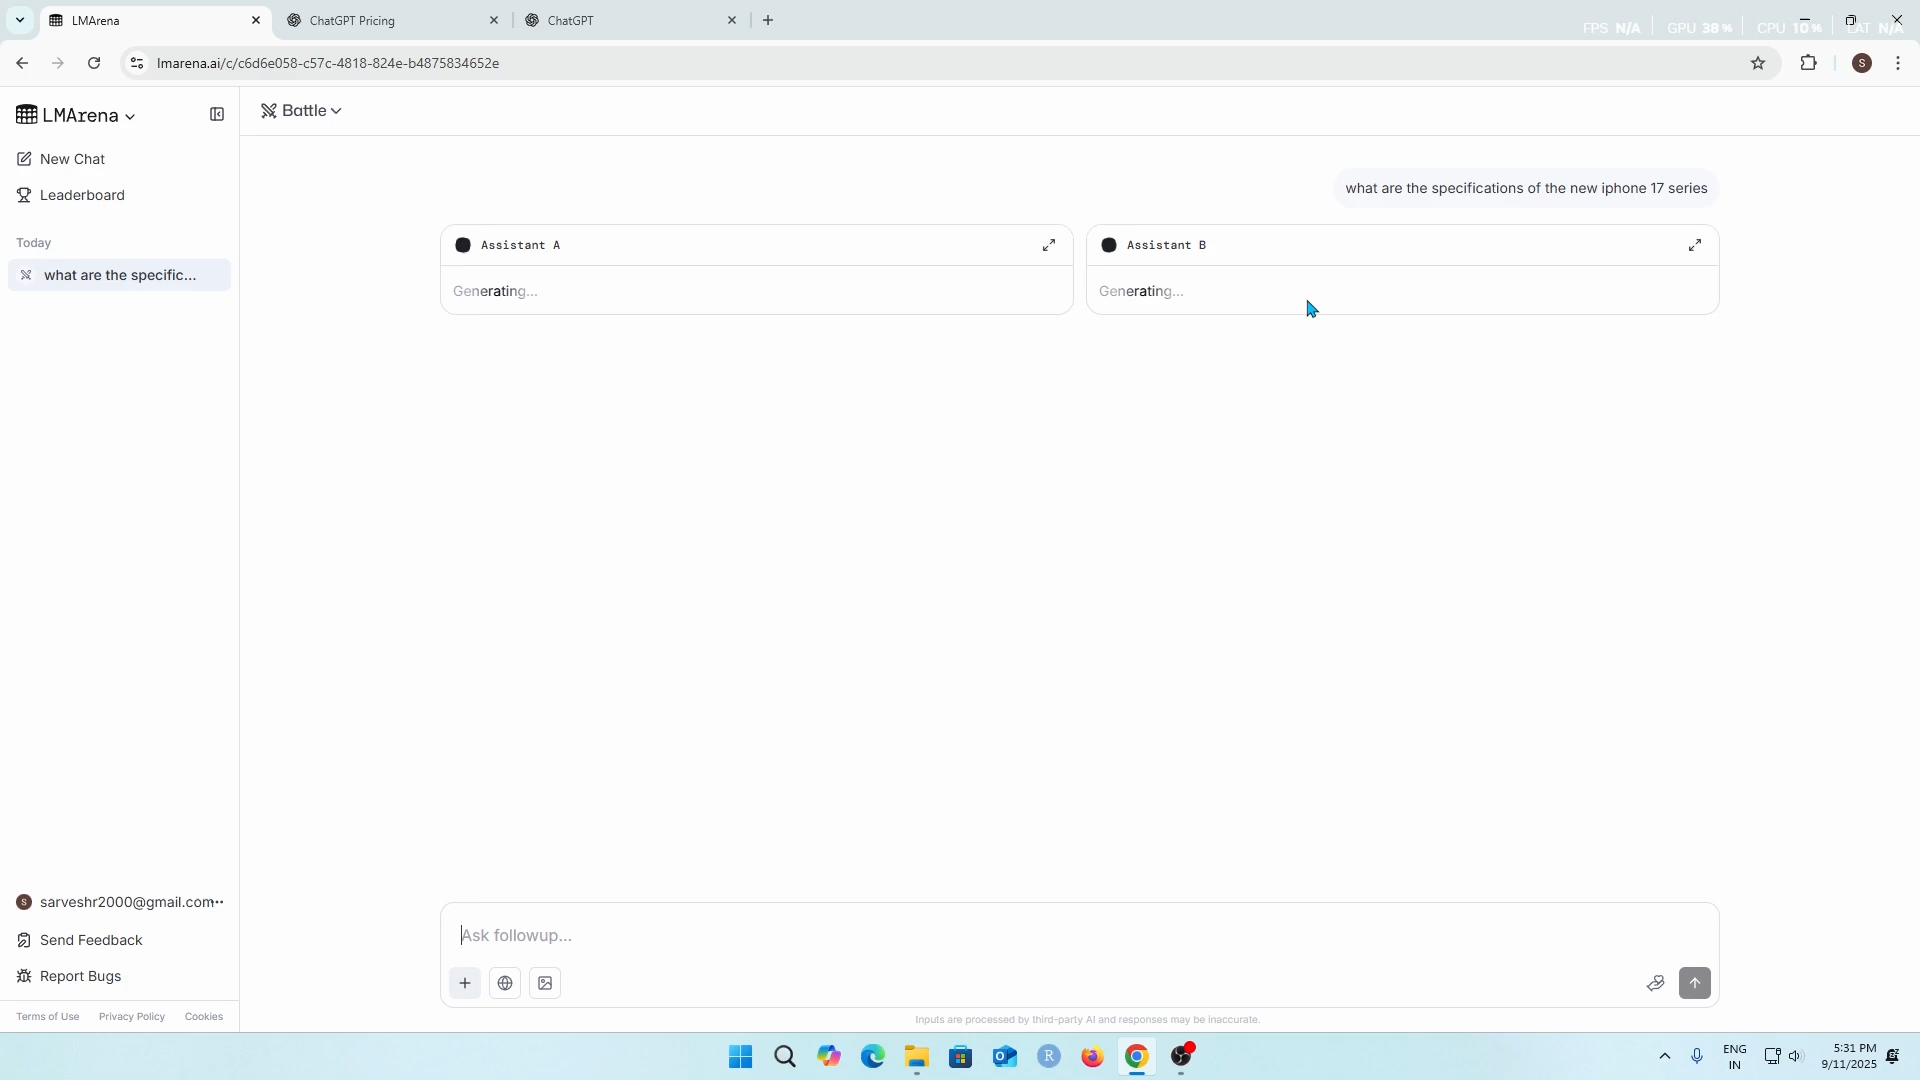 LMArena
ChatGPT Pricing
ChatGPT
FPS N/A
GPU 38%
CPU 10%
LAT N/A
lmarena.ai/c/c6d6e058-c57c-4818-824e-b4875834652e
S
LMArena
Battle
New Chat
Leaderboard
what are the specifications of the new iphone 17 series
Today
what are the specific...
Assistant A
Assistant B
Generating...
Generating...
S sarveshr2000@gmail.com
Send Feedback
Report Bugs
Ask followup...
Terms of Use
Privacy Policy
Cookies
Inputs are processed by third-party AI and responses may be inaccurate.
R
ENG
IN
5:31 PM
9/11/2025